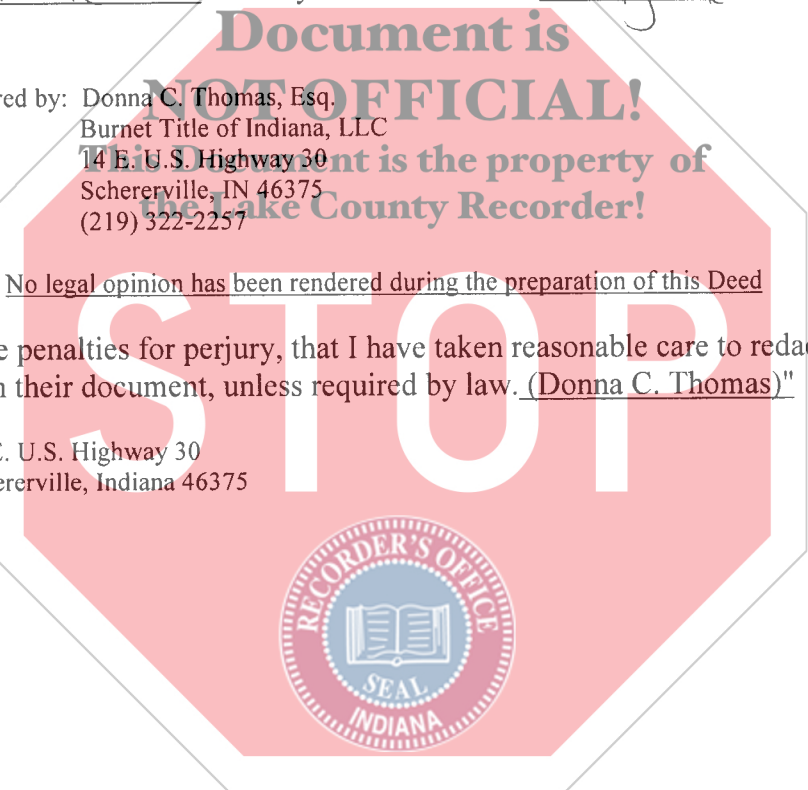 Document is
NOT OFFICIAL!
This Document is the property of
the Lake County Recorder!
red by: Donna C. Thomas, Esq.
Burnet Title of Indiana, LLC
14 E. U.S. Highway 30
Schererville, IN 46375
(219) 322-2257
No legal opinion has been rendered during the preparation of this Deed
e penalties for perjury, that I have taken reasonable care to reda
n their document, unless required by law. (Donna C. Thomas)"
E. U.S. Highway 30
ererville, Indiana 46375
STOP
RECORDER'S OFFICE
SEAL
INDIANA